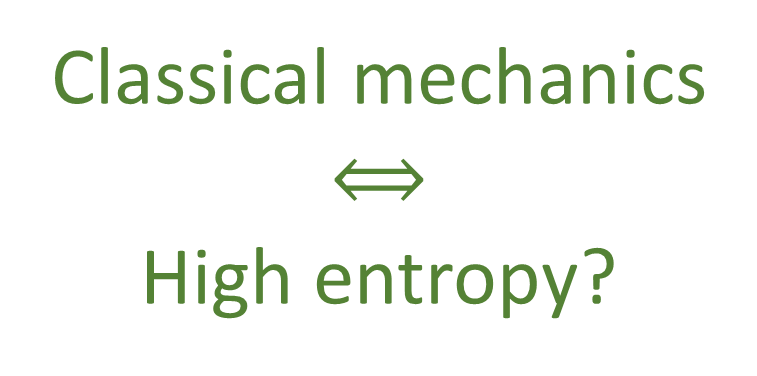 Classical mechanics
⇔
High entropy?